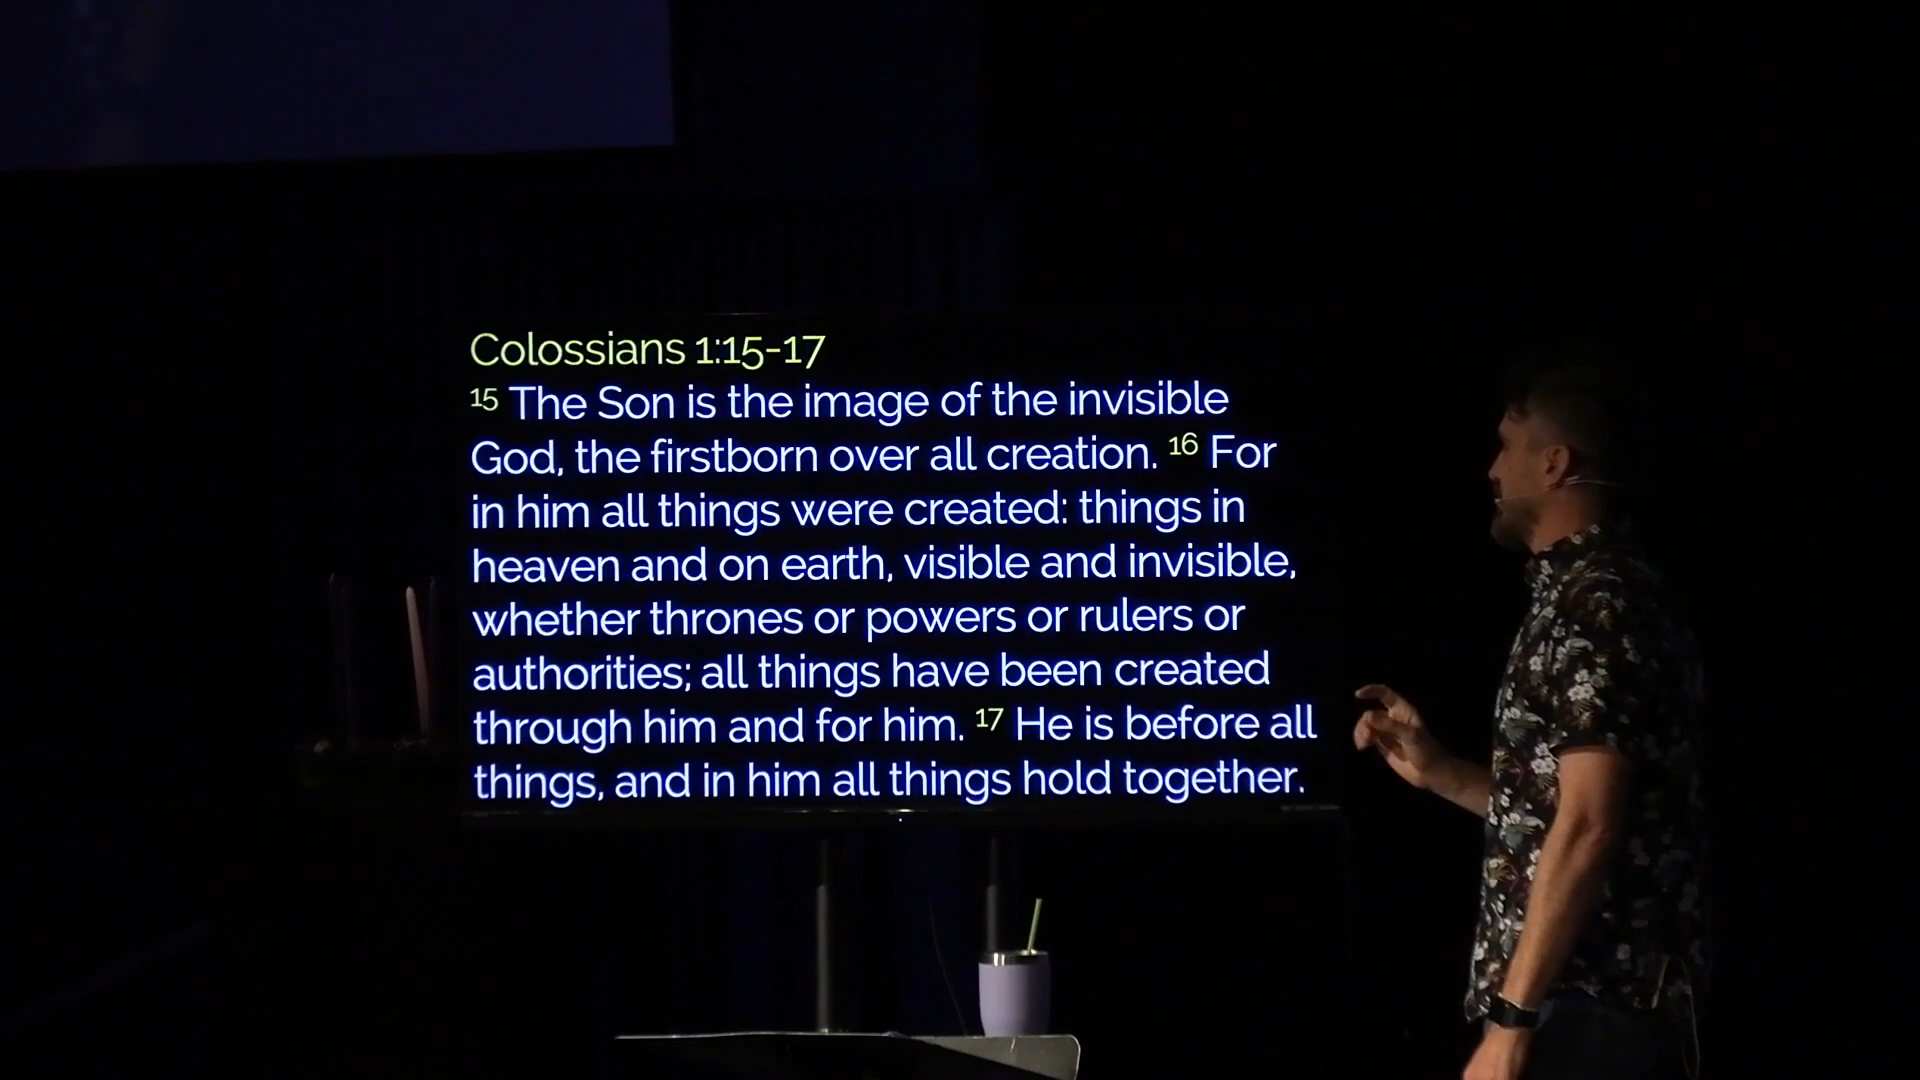 Colossians 1:15-17
15 The Son is the image of the invisible
God, the firstborn over all creation. 16 For
in him all things were created: things in
heaven and on earth, visible and invisible,
whether thrones or powers or rulers or
authorities; all things have been created
through him and for him. 17 He is before all
things, and in him all things hold together.